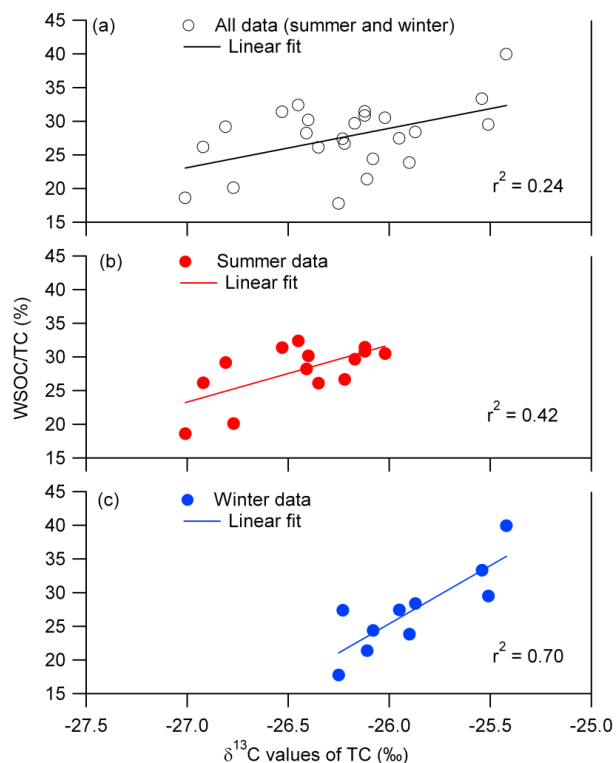 (a)
All data (summer and winter)
Linear fit
45
40
35
30
25
20
15
r² = 0.24
(b)
Summer data
Linear fit
45
40
35
30
25
20
15
r² = 0.42
WSOC/TC (%)
(c)
Winter data
Linear fit
45
40
35
30
25
20
15
r² = 0.70
-27.5 -27.0 -26.5 -26.0 -25.5 -25.0
δ¹³C values of TC (‰)